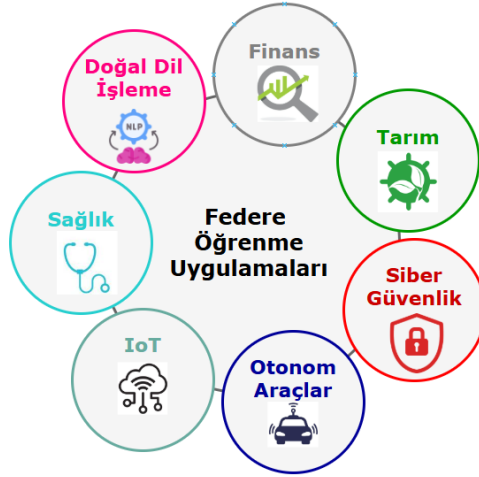 Finans
Doğal Dil
İşleme
NLP
Tarım
Sağlık
Federe
Öğrenme
Uygulamaları
Siber
Güvenlik
IoT
Otonom
Araçlar